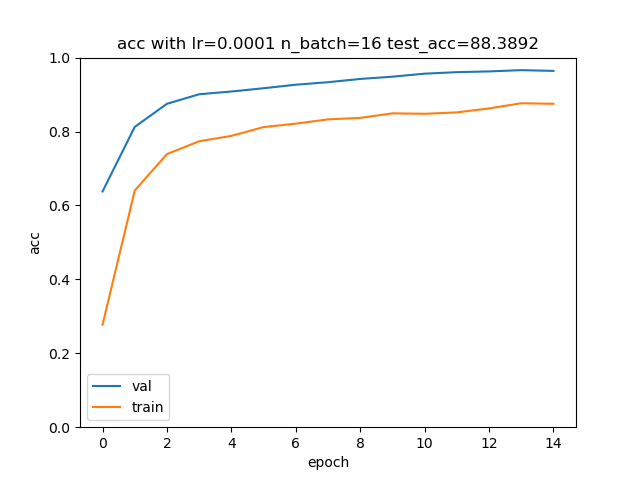 acc with lr=0.0001 n_batch=16 test_acc=88.3892
1.0
0.8
0.6
0.4
0.2
0.0
acc
val
train
0 2 4 6 8 10 12 14
epoch